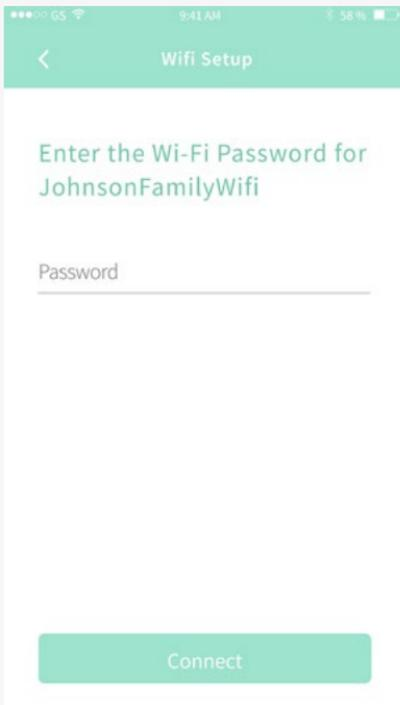 GS 9:41 AM 58 %
Wifi Setup
Enter the Wi-Fi Password for
JohnsonFamilyWifi
Password
Connect